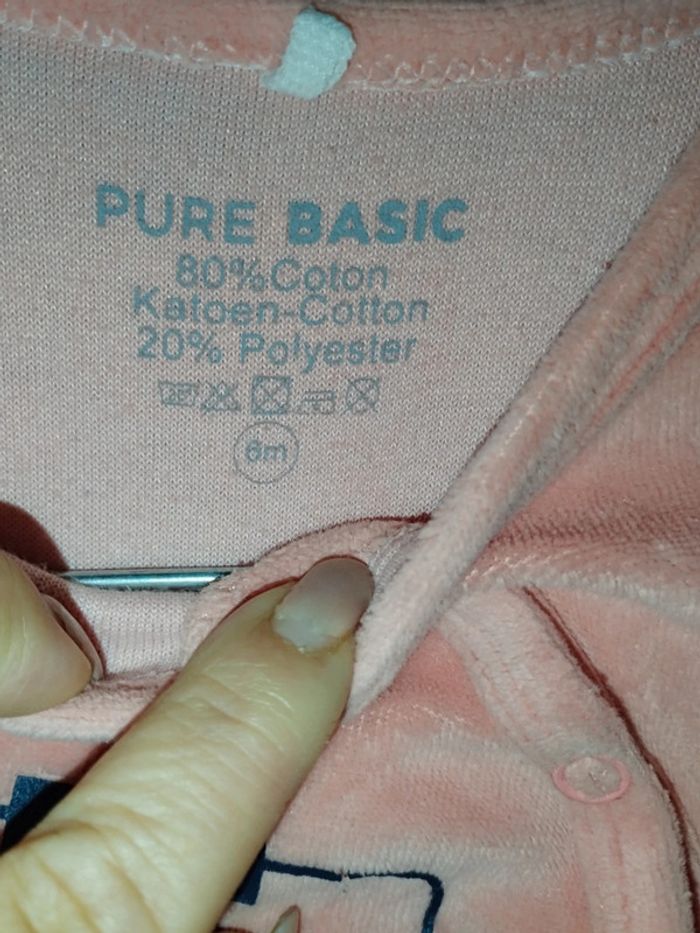 PURE BASIC
80%Coton
Katoen-Cotton
20% Polyester
6m